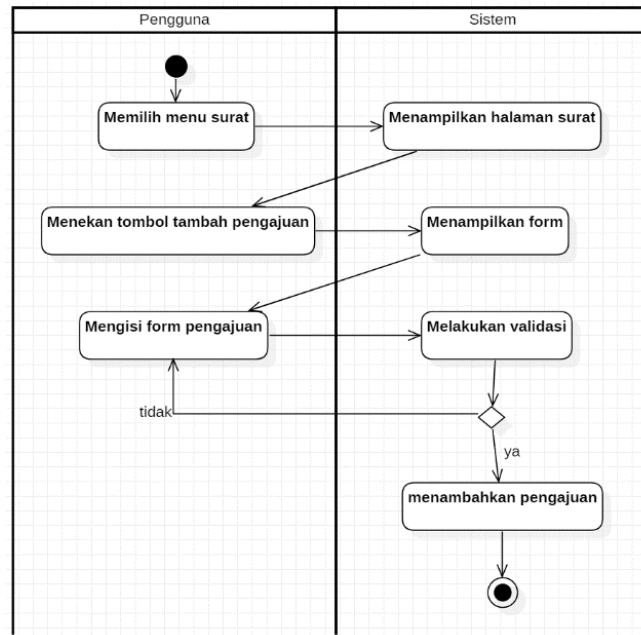 Pengguna
Sistem
Memilih menu surat
Menampilkan halaman surat
Menekan tombol tambah pengajuan
Menampilkan form
Mengisi form pengajuan
Melakukan validasi
tidak
ya
menambahkan pengajuan